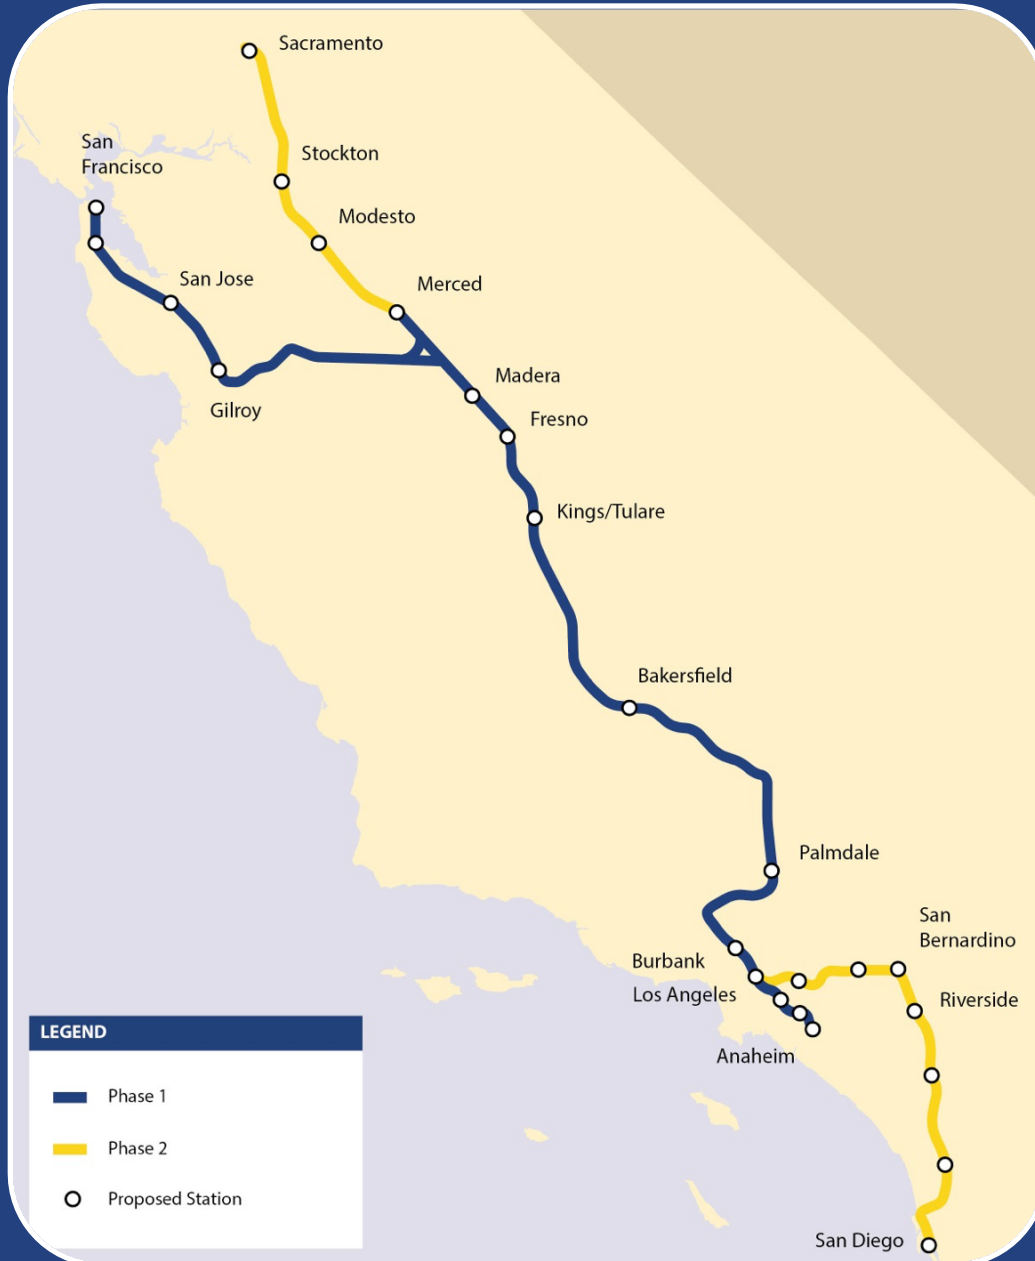 Sacramento
San
Francisco
Stockton
Modesto
San Jose
Merced
Madera
Gilroy
Fresno
Kings/Tulare
Bakersfield
Palmdale
San
Bernardino
Burbank
Los Angeles
Riverside
Anaheim
San Diego
LEGEND
Phase 1
Phase 2
Proposed Station